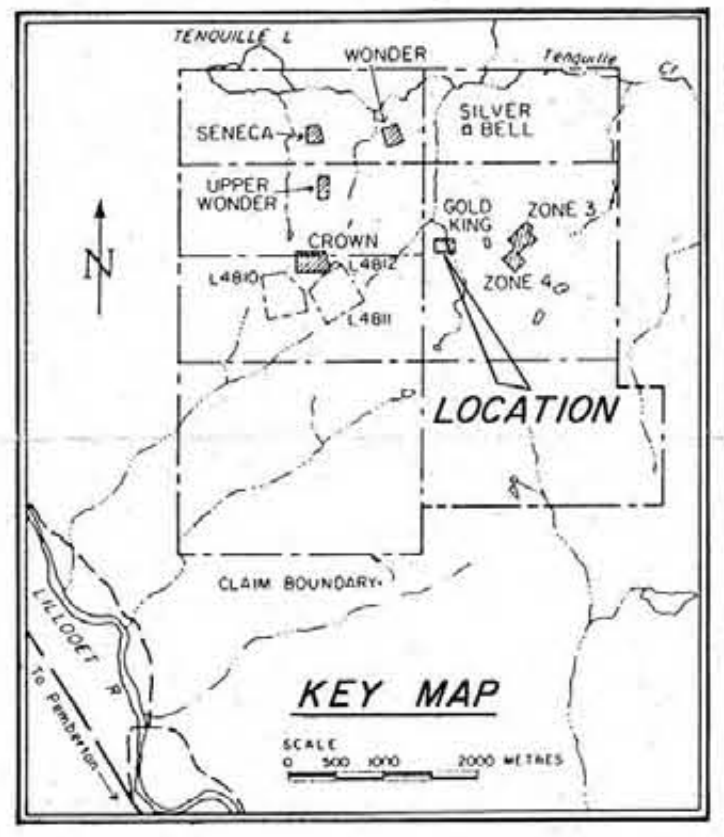 TENQUILLE L
WONDER
Tenquille Cr
SENECA
SILVER
BELL
UPPER
WONDER
GOLD
KING
ZONE 3
N
CROWN
L4812
L4810
ZONE 4
L4811
LOCATION
CLAIM BOUNDARY
LILLOOET R
To Pemberton
KEY MAP
SCALE
0 500 1000 2000 METRES